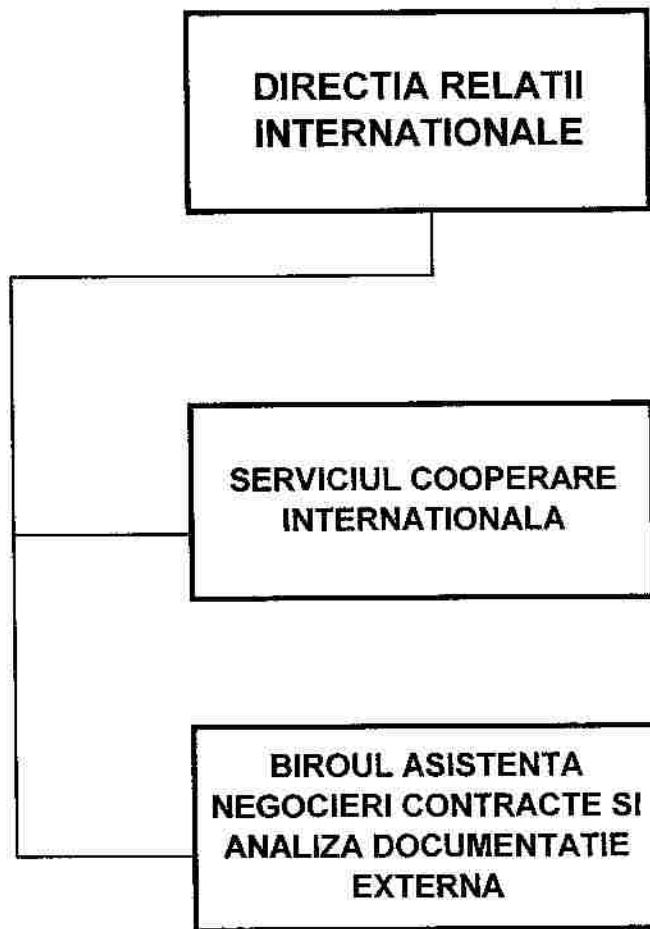 DIRECTIA RELATII
INTERNATIONALE
SERVICIUL COOPERARE
INTERNATIONALA
BIROUL ASISTENTA
NEGOCIERI CONTRACTE SI
ANALIZA DOCUMENTATIE
EXTERNA